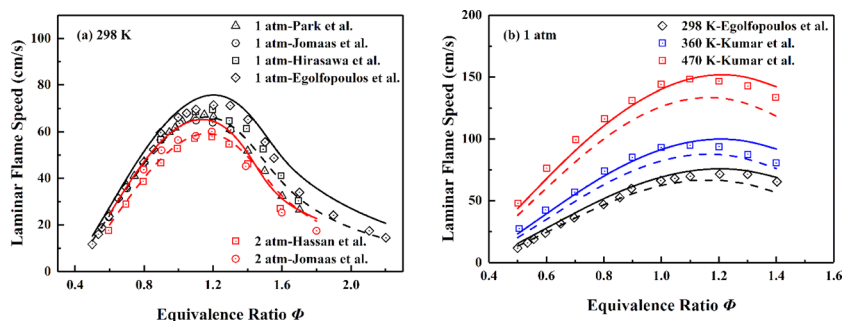 (a) 298 K
1 atm-Park et al.
1 atm-Jomaas et al.
1 atm-Hirasawa et al.
1 atm-Egolfopoulos et al.
2 atm-Hassan et al.
2 atm-Jomaas et al.
Laminar Flame Speed (cm/s)
100
80
60
40
20
0
0.4 0.8 1.2 1.6 2.0
Equivalence Ratio Φ
(b) 1 atm
298 K-Egolfopoulos et al.
360 K-Kumar et al.
470 K-Kumar et al.
Laminar Flame Speed (cm/s)
200
150
100
50
0
0.4 0.6 0.8 1.0 1.2 1.4 1.6
Equivalence Ratio Φ